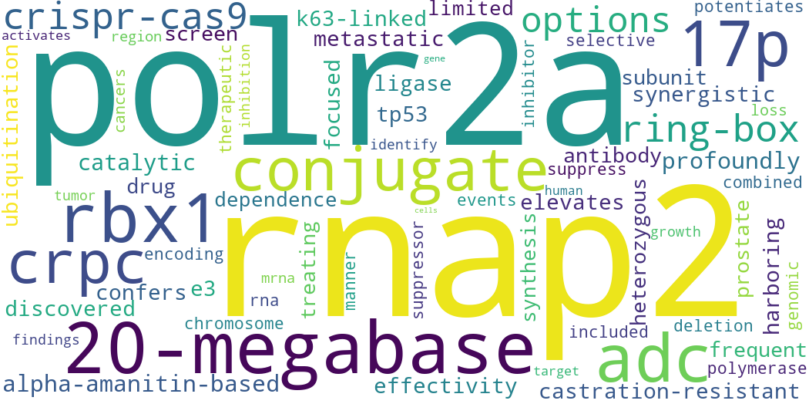 crispr-cas9
k63-linked
limited
options
potentiates
17p
activates
region
screen
metastatic
selective
polr2a
gene
ubiquitination
cancers
therapeutic
inhibition
focused
ligase
tp53
inhibitor
subunit
synergistic
loss
ring-box
identify
catalytic
conjugate
antibody
profoundly
suppress
tumor
drug
human
combined
rbx1
dependence
cells
events
elevates
rnap2
crpc
encoding
treating
mrna
rna
manner
suppressor
synthesis
heterozygous
growth
prostate
harboring
genomic
confers
e3
discovered
chromosome
findings
20-megabase
included
deletion
adc
frequent
target
polymerase
alpha-amanitin-based
effectivity
castration-resistant